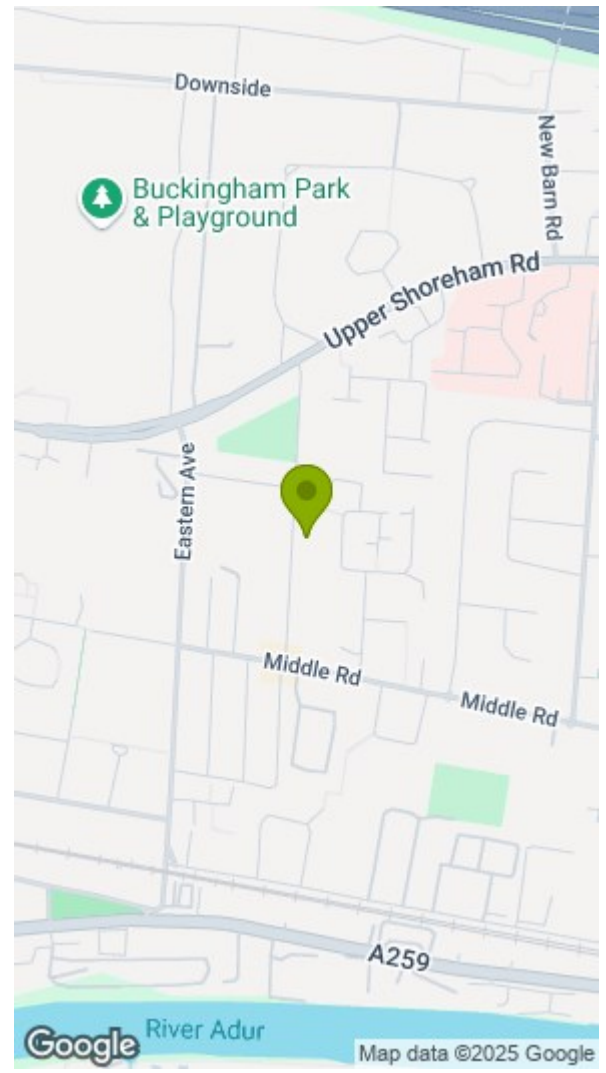 Downside
New Barn Rd
Buckingham Park
& Playground
Upper Shoreham Rd
Eastern Ave
Middle Rd
Middle Rd
A259
River Adur
Google
Map data ©2025 Google